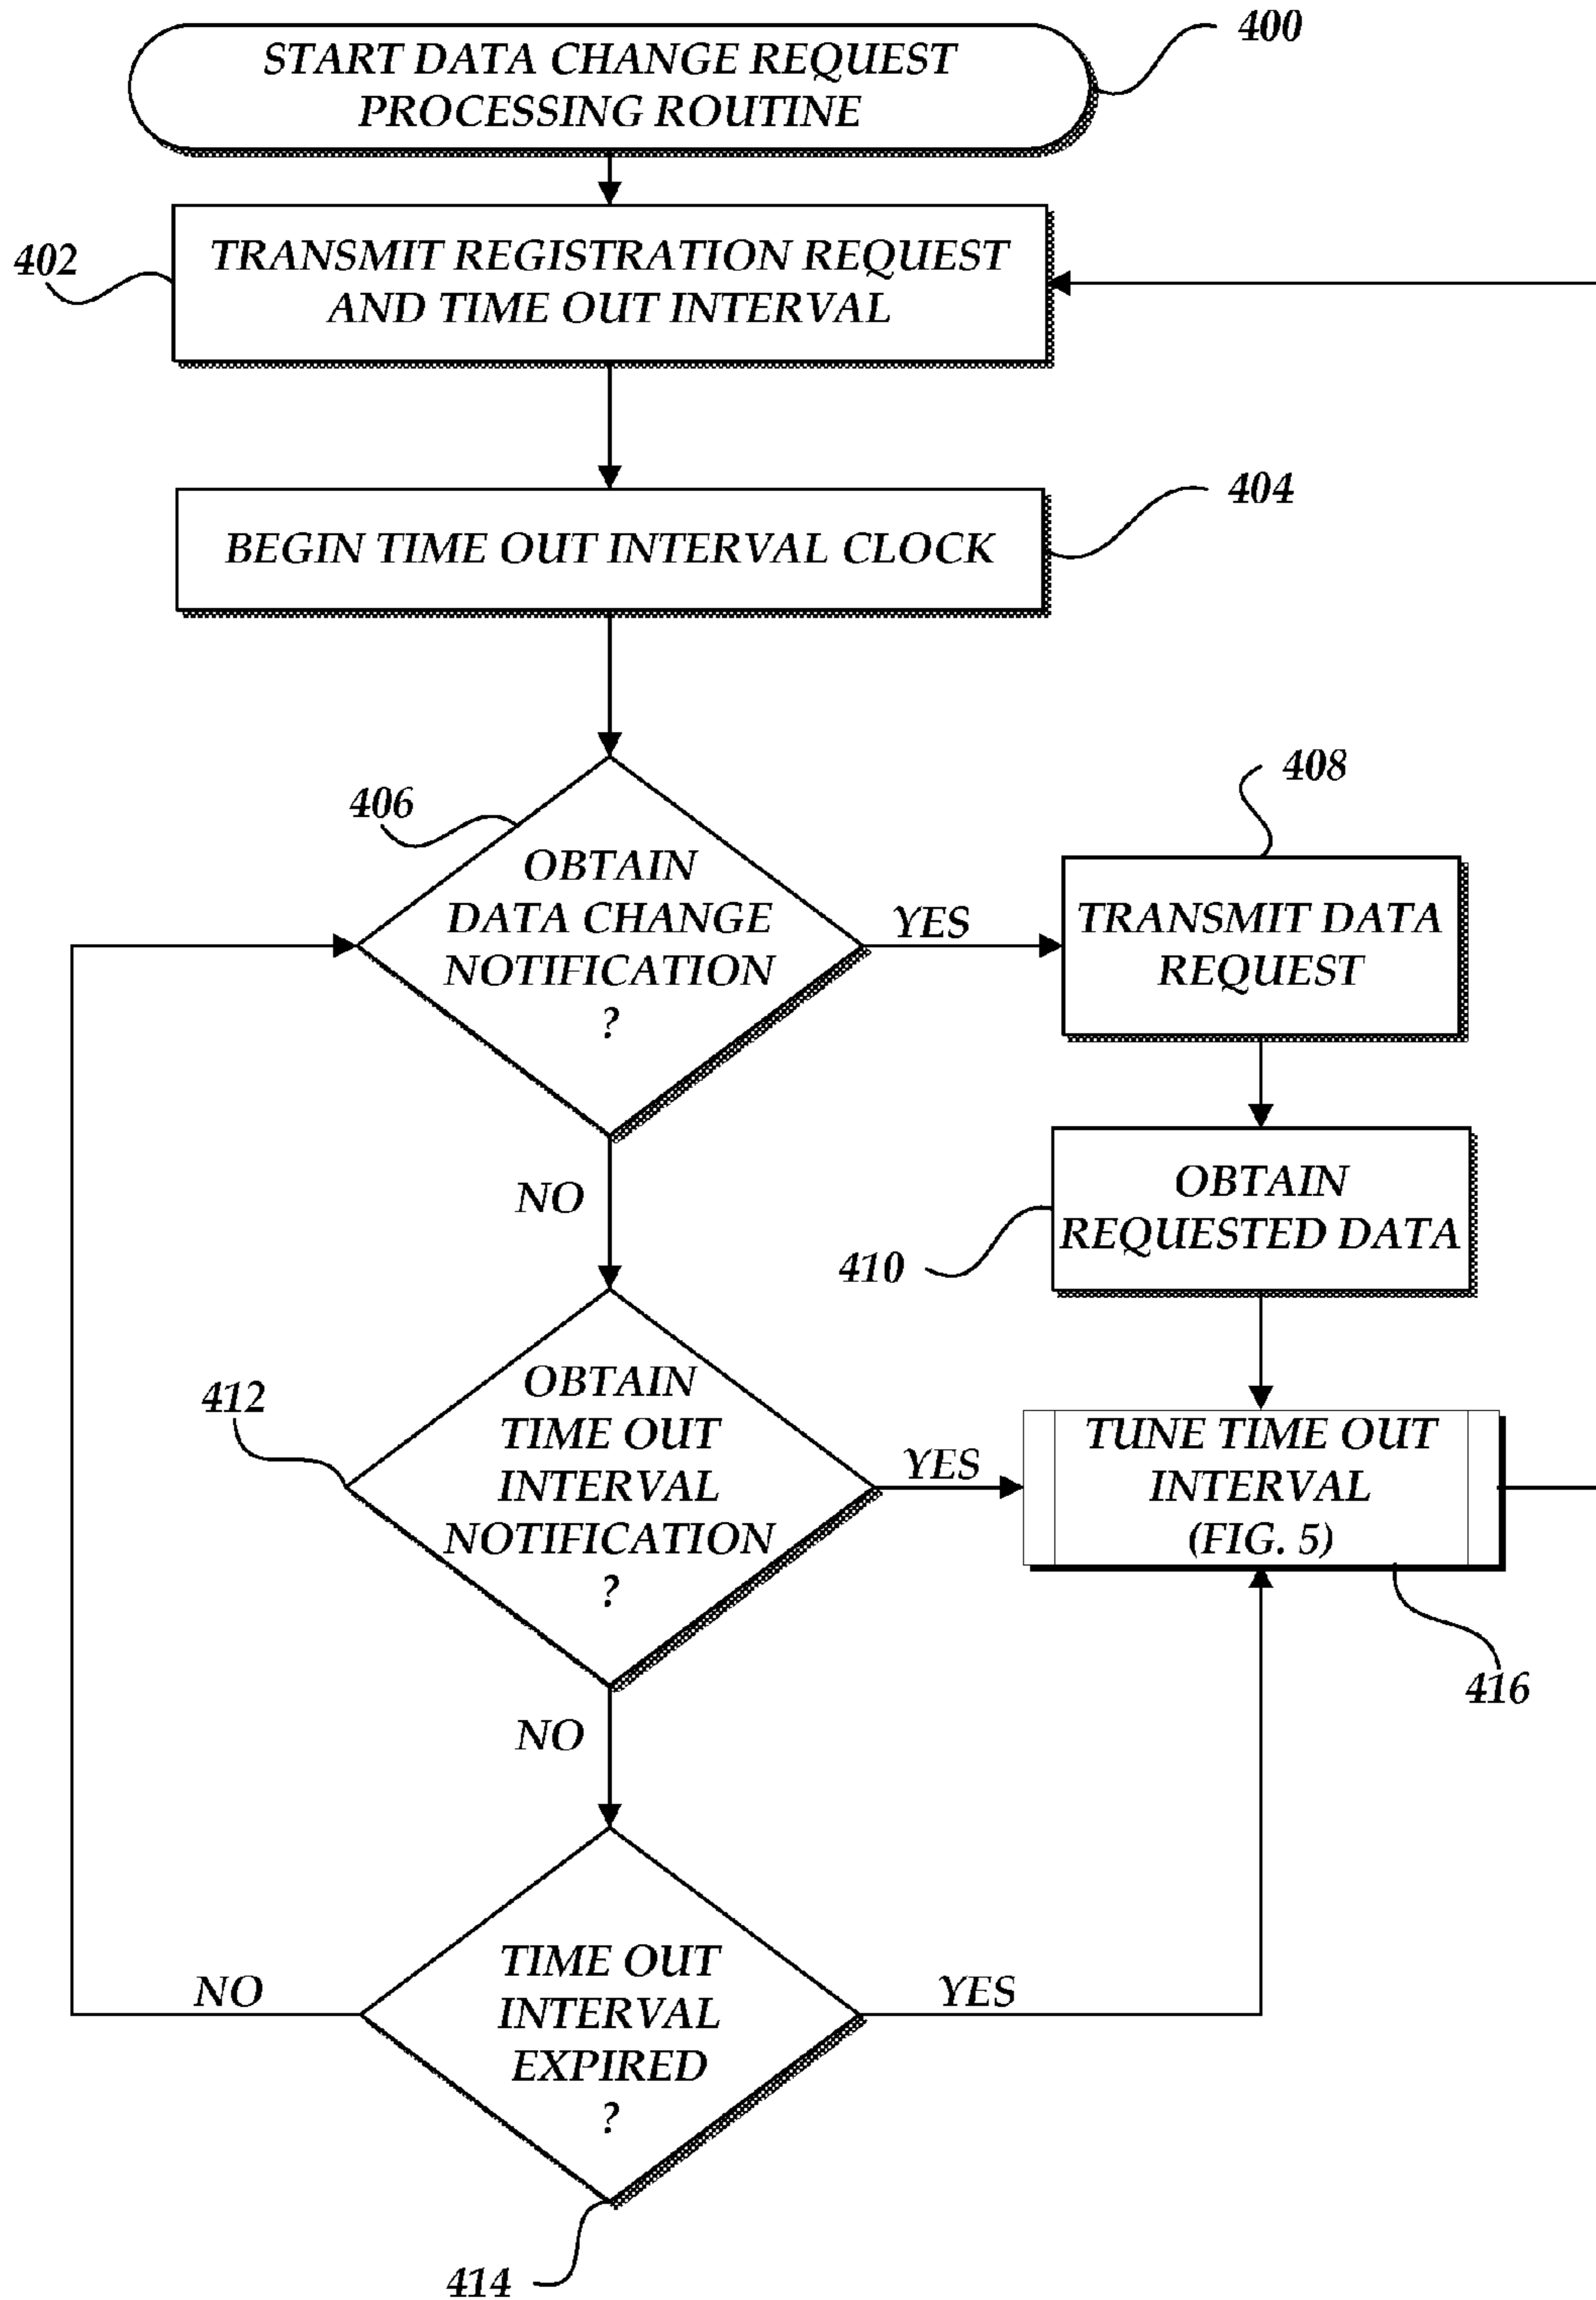 400
START DATA CHANGE REQUEST
PROCESSING ROUTINE
402
TRANSMIT REGISTRATION REQUEST
AND TIME OUT INTERVAL
404
BEGIN TIME OUT INTERVAL CLOCK
406
OBTAIN
DATA CHANGE
NOTIFICATION
?
YES
408
TRANSMIT DATA
REQUEST
NO
OBTAIN
REQUESTED DATA
410
412
OBTAIN
TIME OUT
INTERVAL
NOTIFICATION
?
YES
TUNE TIME OUT
INTERVAL
(FIG. 5)
416
NO
TIME OUT
INTERVAL
EXPIRED
?
NO
YES
414